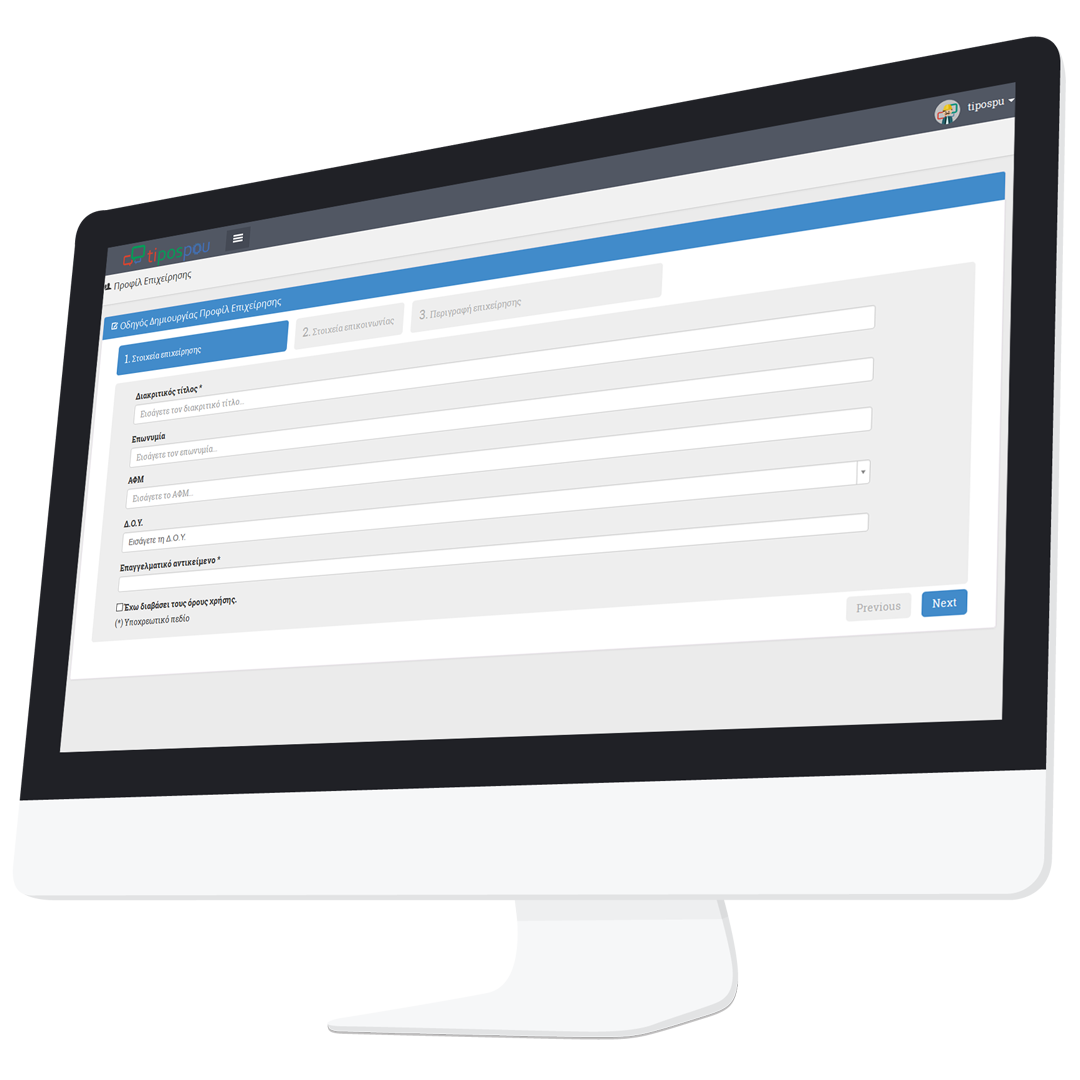 tipospu
tipospou
Προφίλ Επιχείρησης
Οδηγός Δημιουργίας Προφίλ Επιχείρησης
1. Στοιχεία επιχείρησης
2. Στοιχεία επικοινωνίας
3. Περιγραφή επιχείρησης
Διακριτικός τίτλος *
Εισάγετε τον διακριτικό τίτλο...
Επωνυμία
Εισάγετε τον επωνυμία...
ΑΦΜ
Εισάγετε το ΑΦΜ...
Δ.Ο.Υ.
Εισάγετε τη Δ.Ο.Υ.
Επαγγελματικό αντικείμενο *
Έχω διαβάσει τους όρους χρήσης.
(*) Υποχρεωτικό πεδίο
Previous
Next